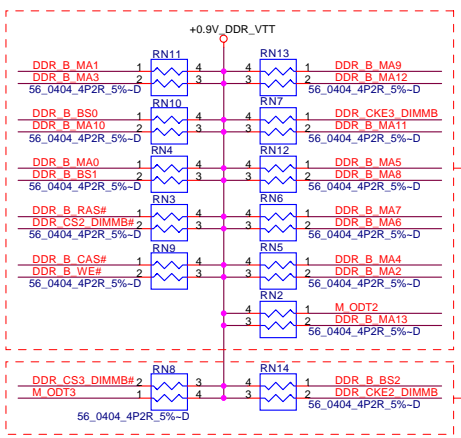 +0.9V_DDR_VTT
RN11 RN13
DDR_B_MA1 1 4 4 1 DDR_B_MA9
DDR_B_MA3 2 3 3 2 DDR_B_MA12
56_0404_4P2R_5%~D 56_0404_4P2R_5%~D
RN10 RN7
DDR_B_BS0 1 4 4 1 DDR_CKE3_DIMMB
DDR_B_MA10 2 3 3 2 DDR_B_MA11
56_0404_4P2R_5%~D 56_0404_4P2R_5%~D
RN4 RN12
DDR_B_MA0 1 4 4 1 DDR_B_MA5
DDR_B_BS1 2 3 3 2 DDR_B_MA8
56_0404_4P2R_5%~D 56_0404_4P2R_5%~D
RN3 RN6
DDR_B_RAS# 1 4 4 1 DDR_B_MA7
DDR_CS2_DIMMB# 2 3 3 2 DDR_B_MA6
56_0404_4P2R_5%~D 56_0404_4P2R_5%~D
RN9 RN5
DDR_B_CAS# 1 4 4 1 DDR_B_MA4
DDR_B_WE# 2 3 3 2 DDR_B_MA2
56_0404_4P2R_5%~D 56_0404_4P2R_5%~D
RN2
4 1 M_ODT2
3 2 DDR_B_MA13
56_0404_4P2R_5%~D
RN8 RN14
DDR_CS3_DIMMB# 2 3 4 1 DDR_B_BS2
M_ODT3 1 4 3 2 DDR_CKE2_DIMMB
56_0404_4P2R_5%~D 56_0404_4P2R_5%~D